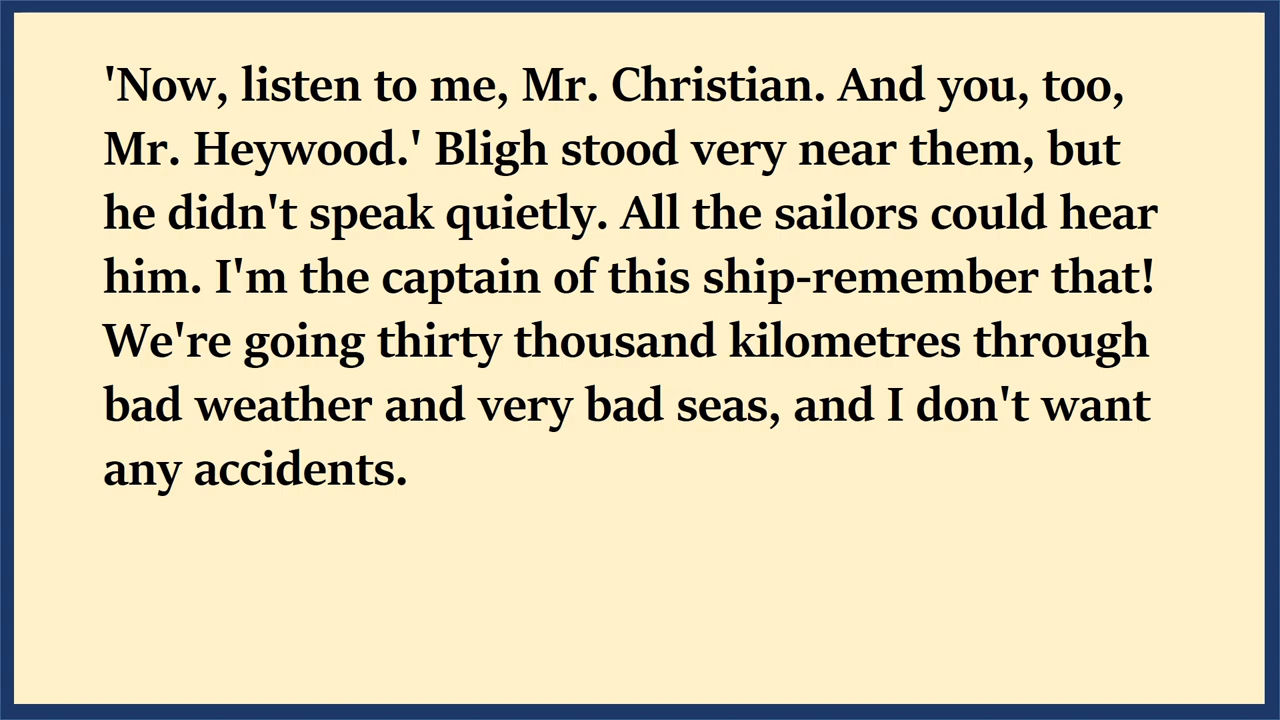 'Now, listen to me, Mr. Christian. And you, too,
Mr. Heywood.' Bligh stood very near them, but
he didn't speak quietly. All the sailors could hear
him. I'm the captain of this ship-remember that!
We're going thirty thousand kilometres through
bad weather and very bad seas, and I don't want
any accidents.